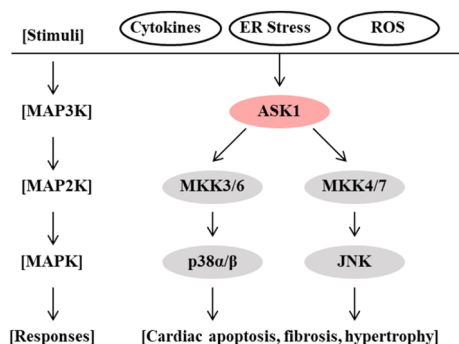 [Stimuli] Cytokines ER Stress ROS
[MAP3K] ASK1
[MAP2K] MKK3/6 MKK4/7
[MAPK] p38α/β JNK
[Responses] [Cardiac apoptosis, fibrosis, hypertrophy]